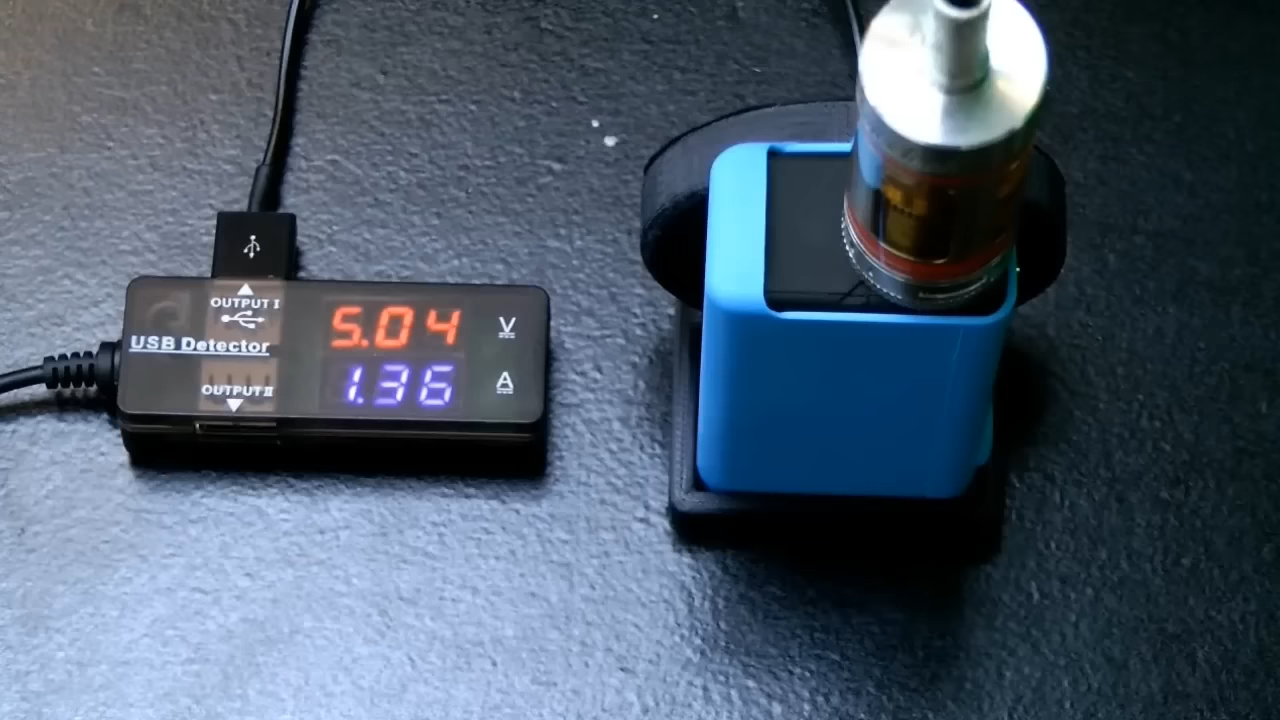 OUTPUT I
USB Detector
OUTPUT II
5.04 V
1.36 A